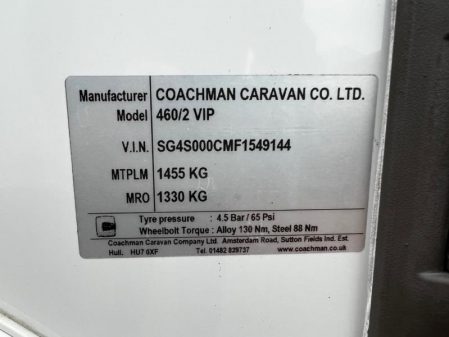 Manufacturer COACHMAN CARAVAN CO. LTD.
Model 460/2 VIP
V.I.N. SG4S000CMF1549144
MTPLM 1455 KG
MRO 1330 KG
Tyre pressure : 4.5 Bar / 65 Psi
Wheelbolt Torque : Alloy 130 Nm, Steel 88 Nm
Coachman Caravan Company Ltd. Amsterdam Road, Sutton Fields Ind. Est.
Hull. HU7 6XF Tel. 01482 839737 www.coachman.co.uk